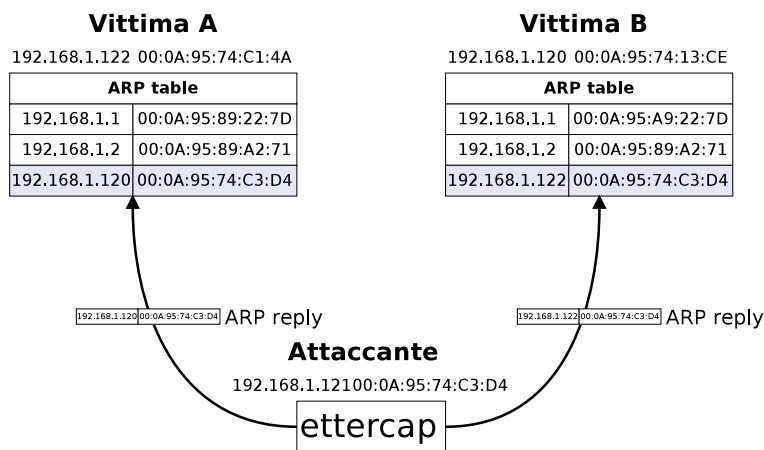 Vittima A
192.168.1.122 00:0A:95:74:C1:4A
ARP table
192.168.1.1 00:0A:95:89:22:7D
192.168.1.2 00:0A:95:89:A2:71
192.168.1.120 00:0A:95:74:C3:D4
Vittima B
192.168.1.120 00:0A:95:74:13:CE
ARP table
192.168.1.1 00:0A:95:A9:22:7D
192.168.1.2 00:0A:95:89:A2:71
192.168.1.122 00:0A:95:74:C3:D4
192.168.1.120 00:0A:95:74:C3:D4 ARP reply
192.168.1.122 00:0A:95:74:C3:D4 ARP reply
Attaccante
192.168.1.12100:0A:95:74:C3:D4
ettercap